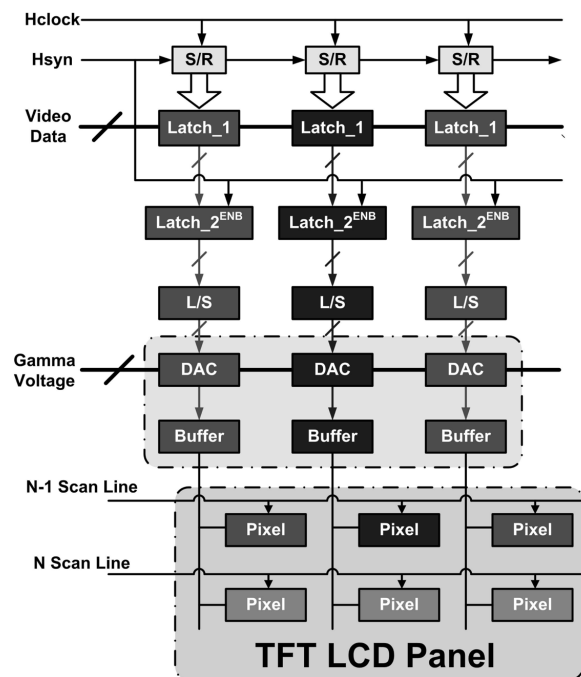 Hclock
Hsyn
S/R S/R S/R
Video Data
Latch_1 Latch_1 Latch_1
Latch_2ENB Latch_2ENB Latch_2ENB
L/S L/S L/S
Gamma Voltage
DAC DAC DAC
Buffer Buffer Buffer
N-1 Scan Line
Pixel Pixel Pixel
N Scan Line
Pixel Pixel Pixel
TFT LCD Panel